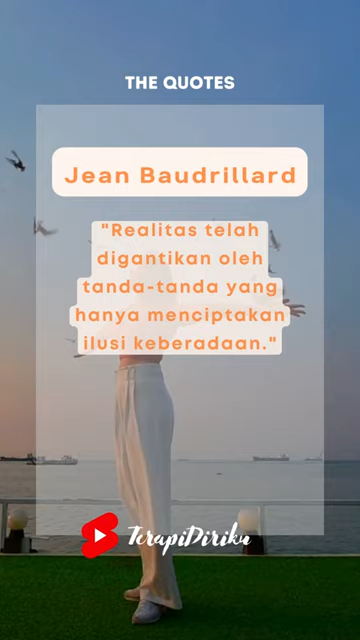 THE QUOTES
Jean Baudrillard
"Realitas telah
digantikan oleh
tanda-tanda yang
hanya menciptakan
ilusi keberadaan."
TerapiDiriku